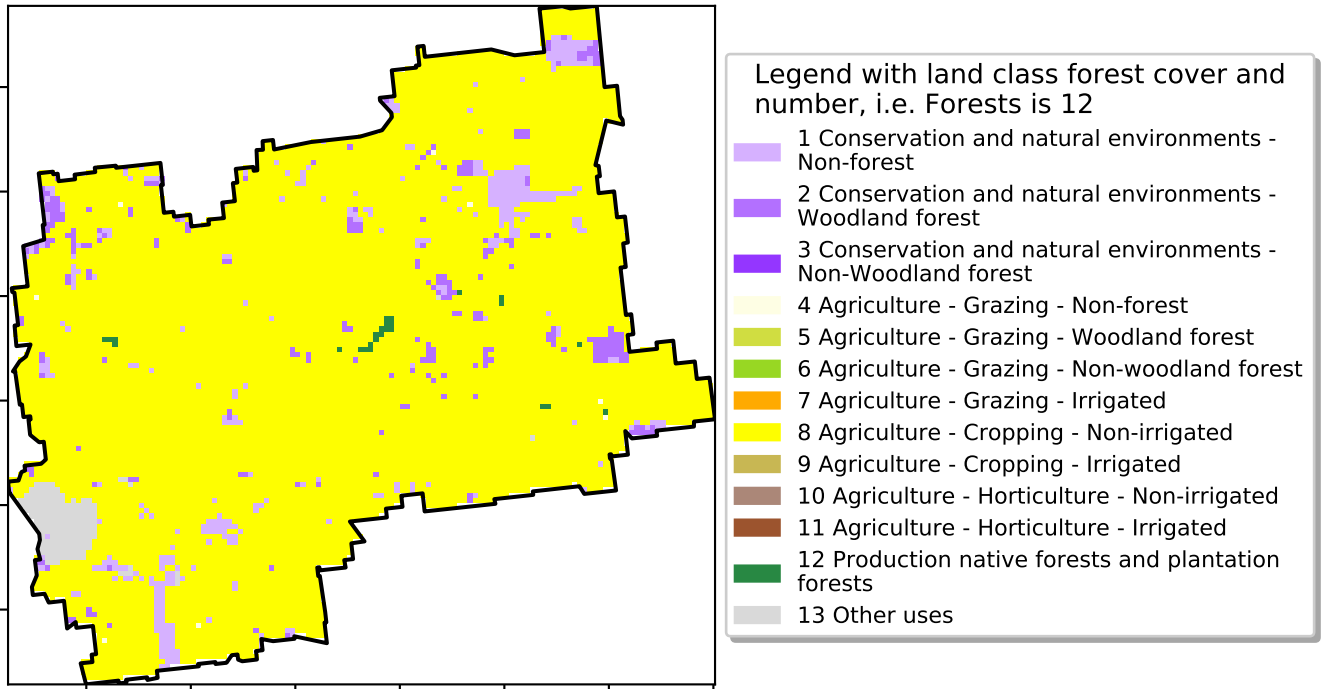 Legend with land class forest cover and
number, i.e. Forests is 12
1 Conservation and natural environments -
Non-forest
2 Conservation and natural environments -
Woodland forest
3 Conservation and natural environments -
Non-Woodland forest
4 Agriculture - Grazing - Non-forest
5 Agriculture - Grazing - Woodland forest
6 Agriculture - Grazing - Non-woodland forest
7 Agriculture - Grazing - Irrigated
8 Agriculture - Cropping - Non-irrigated
9 Agriculture - Cropping - Irrigated
10 Agriculture - Horticulture - Non-irrigated
11 Agriculture - Horticulture - Irrigated
12 Production native forests and plantation
forests
13 Other uses